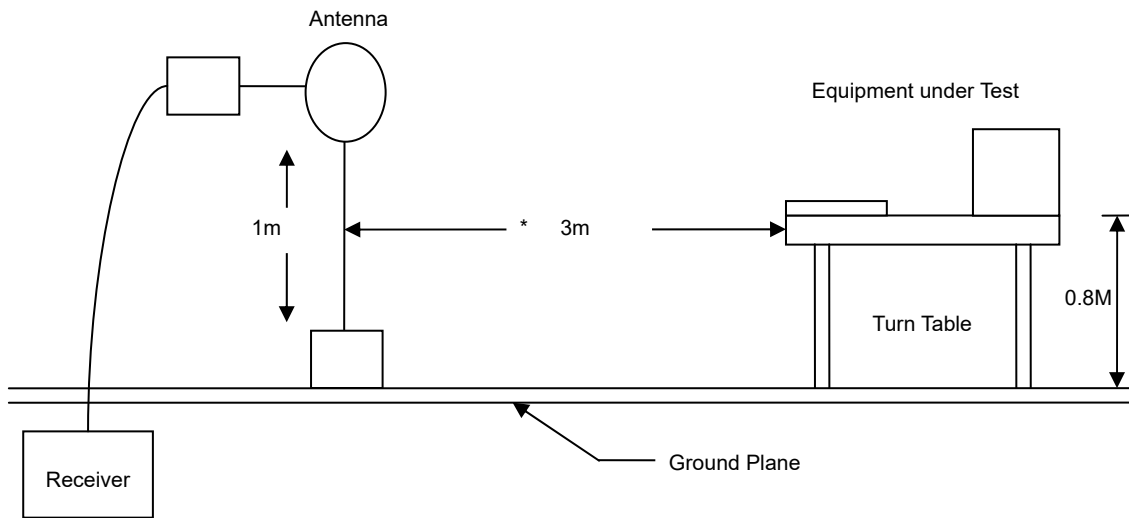 Antenna
Equipment under Test
1m
* 3m
0.8M
Turn Table
Ground Plane
Receiver